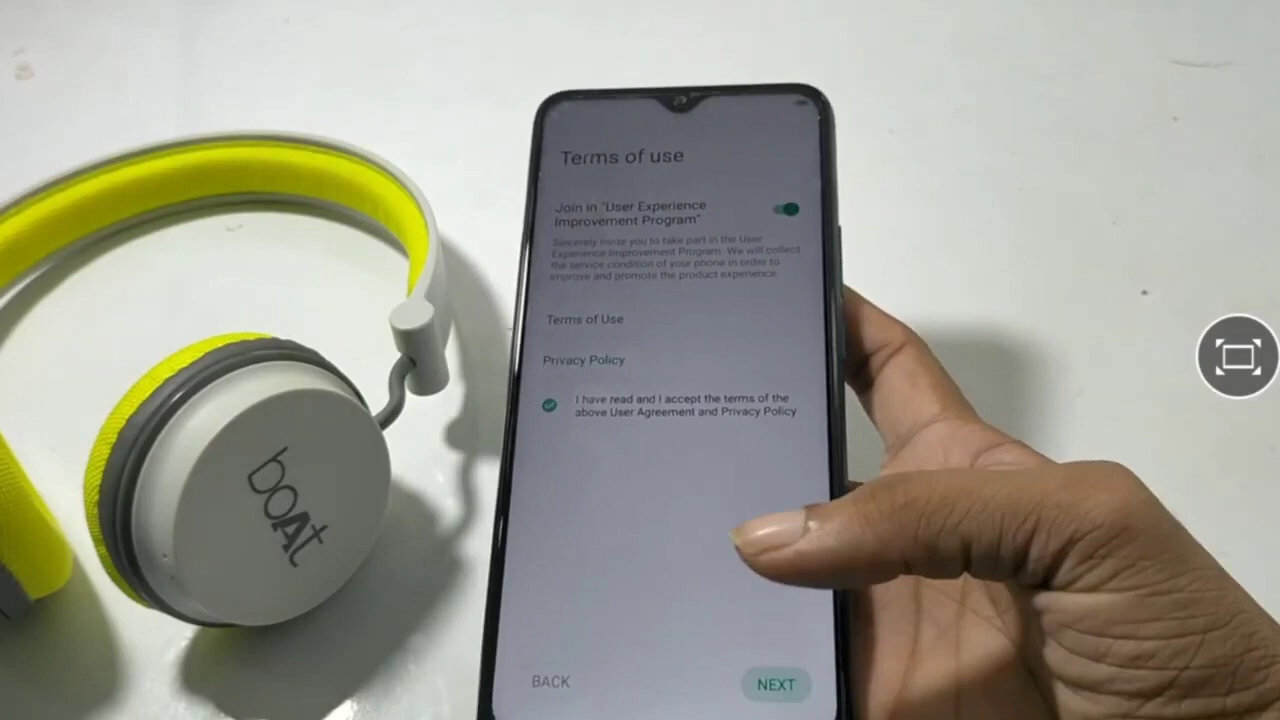 boAt
Terms of use
Join in "User Experience
Improvement Program"
Sincerely invite you to take part in the User
Experience Improvement Program. We will collect
the service condition of your phone in order to
improve and promote the product experience.
Terms of Use
Privacy Policy
I have read and I accept the terms of the
above User Agreement and Privacy Policy
BACK
NEXT